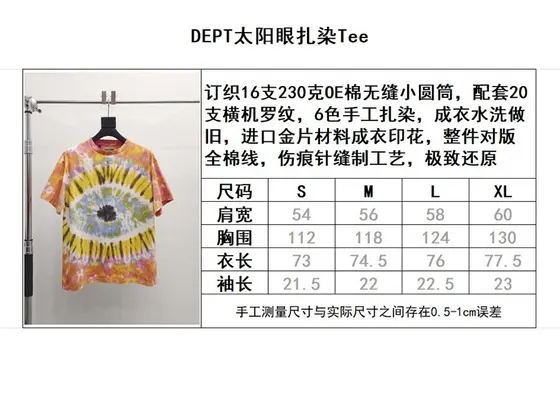 DEPT太阳眼扎染Tee
订织16支230克OE棉无缝小圆筒，配套20
支横机罗纹，6色手工扎染，成衣水洗做
旧，进口金片材料成衣印花，整件对版
全棉线，伤痕针缝制工艺，极致还原
尺码 S M L XL
肩宽 54 56 58 60
胸围 112 118 124 130
衣长 73 74.5 76 77.5
袖长 21.5 22 22.5 23
手工测量尺寸与实际尺寸之间存在0.5-1cm误差